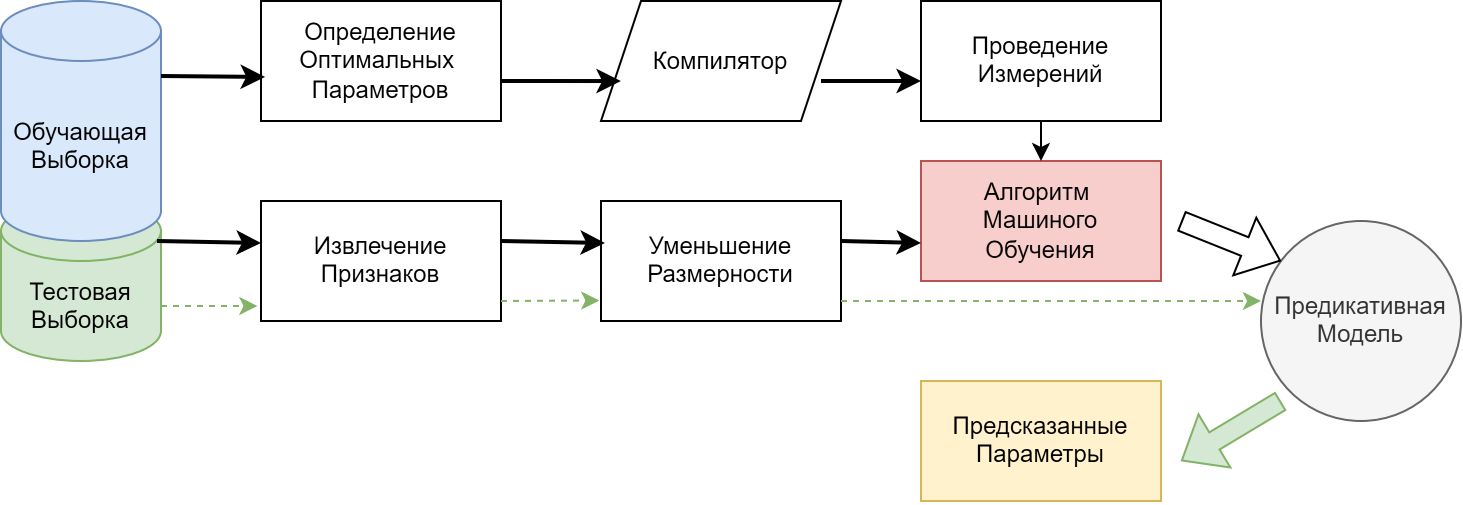 Обучающая
Выборка
Тестовая
Выборка
Определение
Оптимальных
Параметров
Компилятор
Проведение
Измерений
Извлечение
Признаков
Уменьшение
Размерности
Алгоритм
Машиного
Обучения
Предикативная
Модель
Предсказанные
Параметры